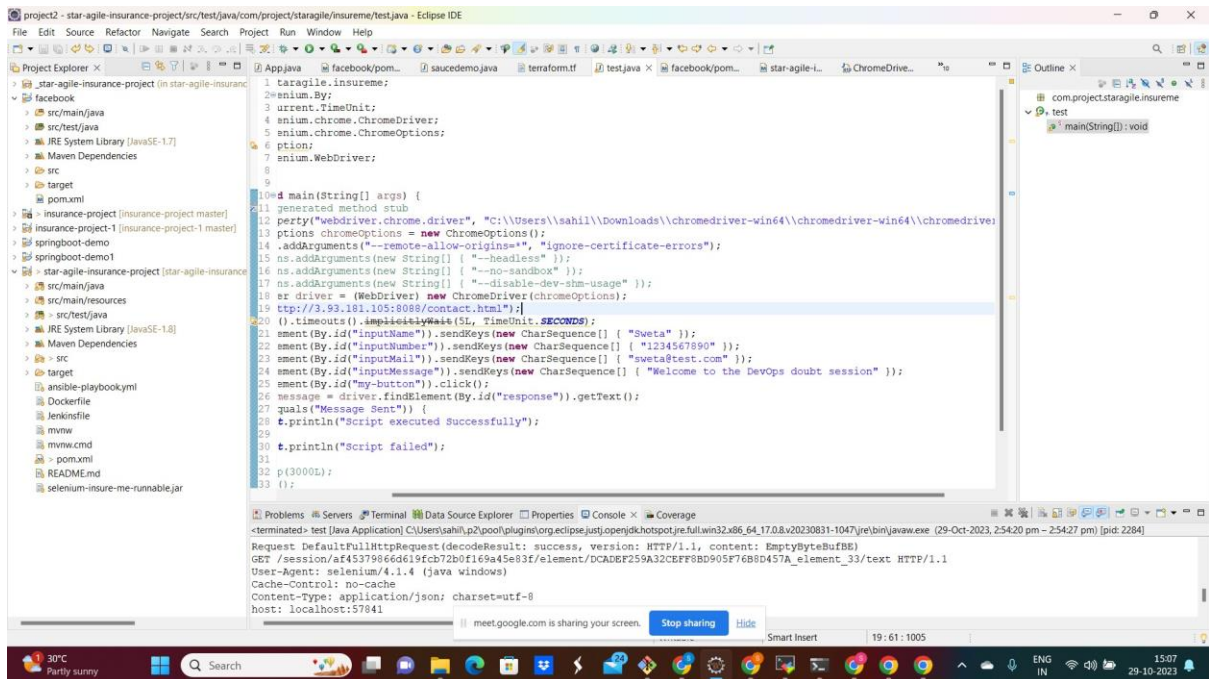 project2 - star-agile-insurance-project/src/test/java/com/project/staragile/insureme/test.java - Eclipse IDE
File Edit Source Refactor Navigate Search Project Run Window Help
Project Explorer
App.java facebook/pom... saucedemo.java terraform.tf test.java facebook/pom... star-agile-i... ChromeDrive... »10
Outline
_star-agile-insurance-project (in star-agile-insuranc
facebook
src/main/java
src/test/java
JRE System Library [JavaSE-1.7]
Maven Dependencies
src
target
pom.xml
> insurance-project [insurance-project master]
insurance-project-1 [insurance-project-1 master]
springboot-demo
springboot-demo1
> star-agile-insurance-project [star-agile-insurance
src/main/java
src/main/resources
> src/test/java
JRE System Library [JavaSE-1.8]
Maven Dependencies
> src
target
ansible-playbook.yml
Dockerfile
Jenkinsfile
mvnw
mvnw.cmd
> pom.xml
README.md
selenium-insure-me-runnable.jar
1 taragile.insureme;
2 enium.By;
3 urrent.TimeUnit;
4 enium.chrome.ChromeDriver;
5 enium.chrome.ChromeOptions;
6 ption;
7 enium.WebDriver;
8
9
10 d main(String[] args) {
11 generated method stub
12 perty("webdriver.chrome.driver", "C:\\Users\\sahil\\Downloads\\chromedriver-win64\\chromedriver-win64\\chromedriver
13 ptions chromeOptions = new ChromeOptions();
14 .addArguments("--remote-allow-origins=*", "ignore-certificate-errors");
15 ns.addArguments(new String[] { "--headless" });
16 ns.addArguments(new String[] { "--no-sandbox" });
17 ns.addArguments(new String[] { "--disable-dev-shm-usage" });
18 er driver = (WebDriver) new ChromeDriver(chromeOptions);
19 ttp://3.93.181.105:8088/contact.html");
20 ().timeouts().implicitlyWait(5L, TimeUnit.SECONDS);
21 ement(By.id("inputName")).sendKeys(new CharSequence[] { "Sweta" });
22 ement(By.id("inputNumber")).sendKeys(new CharSequence[] { "1234567890" });
23 ement(By.id("inputMail")).sendKeys(new CharSequence[] { "sweta@test.com" });
24 ement(By.id("inputMessage")).sendKeys(new CharSequence[] { "Welcome to the DevOps doubt session" });
25 ement(By.id("my-button")).click();
26 message = driver.findElement(By.id("response")).getText();
27 quals("Message Sent")) {
28 t.println("Script executed Successfully");
29
30 t.println("Script failed");
31
32 p(3000L);
33 ();
com.project.staragile.insureme
test
main(String[]) : void
Problems Servers Terminal Data Source Explorer Properties Console Coverage
<terminated> test [Java Application] C:\Users\sahil\.p2\pool\plugins\org.eclipse.justj.openjdk.hotspot.jre.full.win32.x86_64_17.0.8.v20230831-1047\jre\bin\javaw.exe (29-Oct-2023, 2:54:20 pm – 2:54:27 pm) [pid: 2284]
Request DefaultFullHttpRequest(decodeResult: success, version: HTTP/1.1, content: EmptyByteBufBE)
GET /session/af45379866d619fcb72b0f169a45e83f/element/DCADEF259A32CEFF8BD905F76B8D457A_element_33/text HTTP/1.1
User-Agent: selenium/4.1.4 (java windows)
Cache-Control: no-cache
Content-Type: application/json; charset=utf-8
host: localhost:57841
meet.google.com is sharing your screen. Stop sharing Hide
Smart Insert 19 : 61 : 1005
30°C
Partly sunny
Search
24
ENG
IN
15:07
29-10-2023